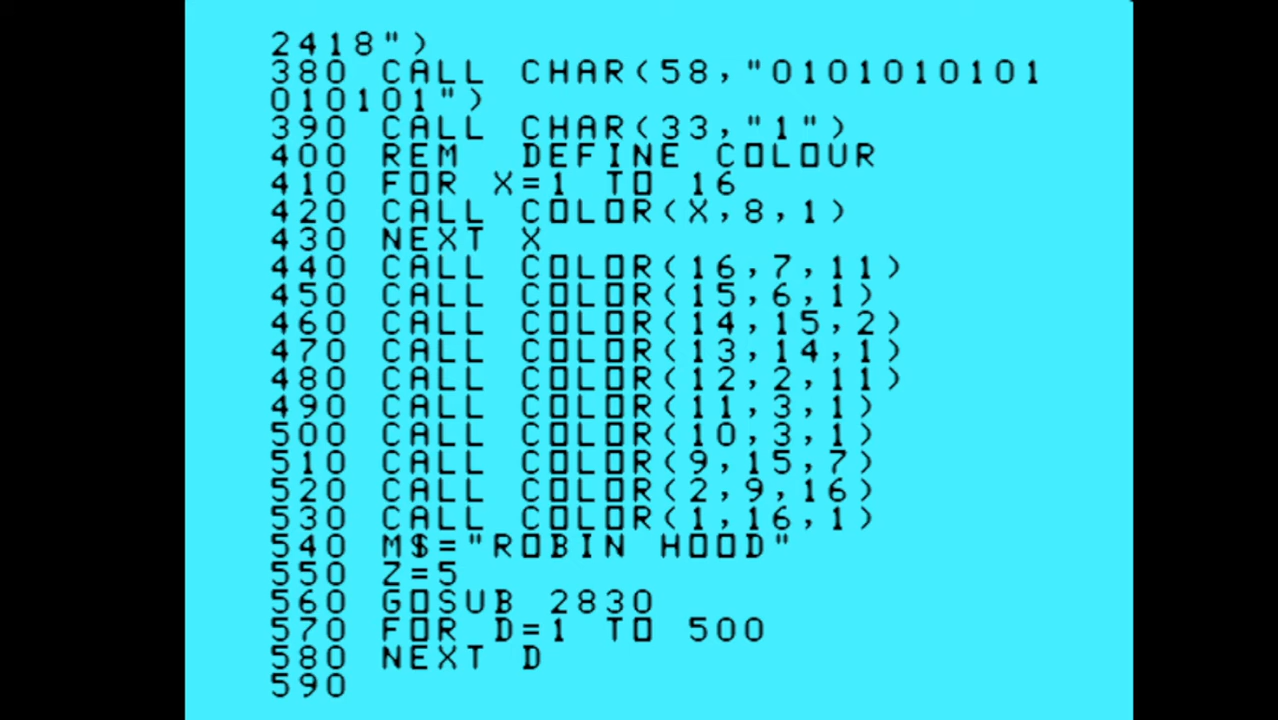 2418")
380 CALL CHAR(58,"0101010101
010101")
390 CALL CHAR(33,"1")
400 REM  DEFINE COLOUR
410 FOR X=1 TO 16
420 CALL COLOR(X,8,1)
430 NEXT X
440 CALL COLOR(16,7,11)
450 CALL COLOR(15,6,1)
460 CALL COLOR(14,15,2)
470 CALL COLOR(13,14,1)
480 CALL COLOR(12,2,11)
490 CALL COLOR(11,3,1)
500 CALL COLOR(10,3,1)
510 CALL COLOR(9,15,7)
520 CALL COLOR(2,9,16)
530 CALL COLOR(1,16,1)
540 M$="ROBIN HOOD"
550 Z=5
560 GOSUB 2830
570 FOR D=1 TO 500
580 NEXT D
590